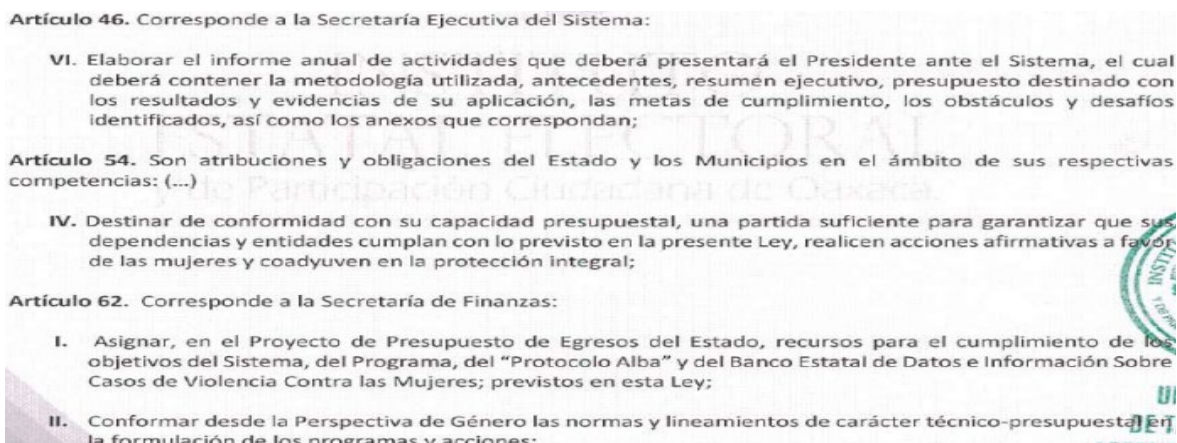 Artículo 46. Corresponde a la Secretaría Ejecutiva del Sistema:
VI. Elaborar el informe anual de actividades que deberá presentará el Presidente ante el Sistema, el cual
deberá contener la metodología utilizada, antecedentes, resumen ejecutivo, presupuesto destinado con
los resultados y evidencias de su aplicación, las metas de cumplimiento, los obstáculos y desafíos
identificados, así como los anexos que correspondan;
ESTATAL ELECTORAL
Artículo 54. Son atribuciones y obligaciones del Estado y los Municipios en el ámbito de sus respectivas
competencias: (...)
y de Participación Ciudadana de Oaxaca.
IV. Destinar de conformidad con su capacidad presupuestal, una partida suficiente para garantizar que sus
dependencias y entidades cumplan con lo previsto en la presente Ley, realicen acciones afirmativas a favor
de las mujeres y coadyuven en la protección integral;
Artículo 62. Corresponde a la Secretaría de Finanzas:
I. Asignar, en el Proyecto de Presupuesto de Egresos del Estado, recursos para el cumplimiento de los
objetivos del Sistema, del Programa, del "Protocolo Alba" y del Banco Estatal de Datos e Información Sobre
Casos de Violencia Contra las Mujeres; previstos en esta Ley;
II. Conformar desde la Perspectiva de Género las normas y lineamientos de carácter técnico-presupuestal en
la formulación de los programas y acciones;